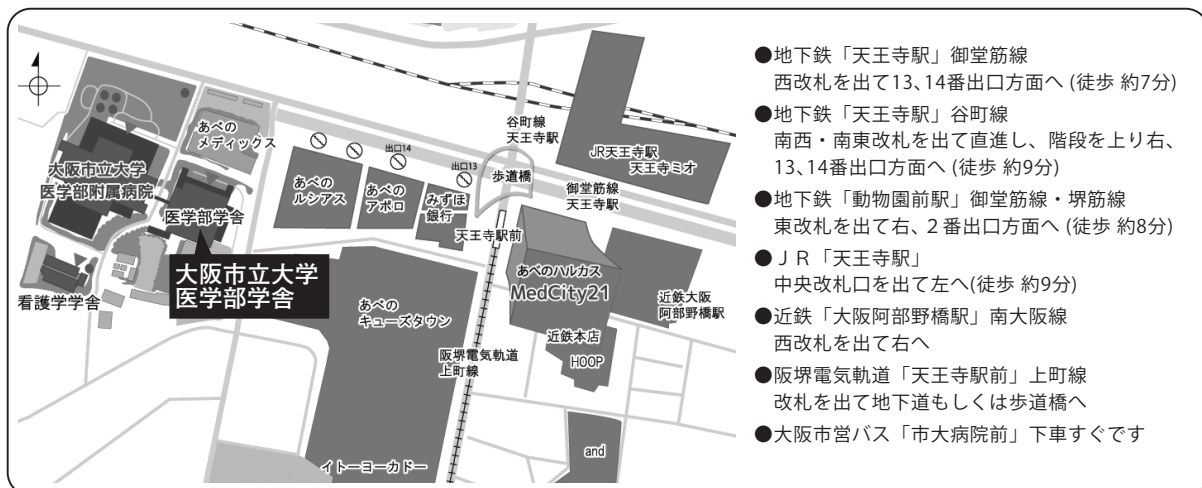 谷町線
天王寺駅
JR天王寺駅
天王寺ミオ
あべの
メディックス
出口14
出口13
歩道橋
御堂筋線
天王寺駅
大阪市立大学
医学部附属病院
あべの
ルシアス
あべの
アポロ
みずほ
銀行
医学部学舎
天王寺駅前
あべのハルカス
MedCity21
大阪市立大学
医学部学舎
看護学学舎
あべの
キューズタウン
近鉄大阪
阿部野橋駅
近鉄本店
HOOP
阪堺電気軌道
上町線
and
イトーヨーカドー
●地下鉄「天王寺駅」御堂筋線
西改札を出て13、14番出口方面へ (徒歩 約7分)
●地下鉄「天王寺駅」谷町線
南西・南東改札を出て直進し、階段を上り右、
13、14番出口方面へ (徒歩 約9分)
●地下鉄「動物園前駅」御堂筋線・堺筋線
東改札を出て右、２番出口方面へ (徒歩 約8分)
●ＪＲ「天王寺駅」
中央改札口を出て左へ(徒歩 約9分)
●近鉄「大阪阿部野橋駅」南大阪線
西改札を出て右へ
●阪堺電気軌道「天王寺駅前」上町線
改札を出て地下道もしくは歩道橋へ
●大阪市営バス「市大病院前」下車すぐです